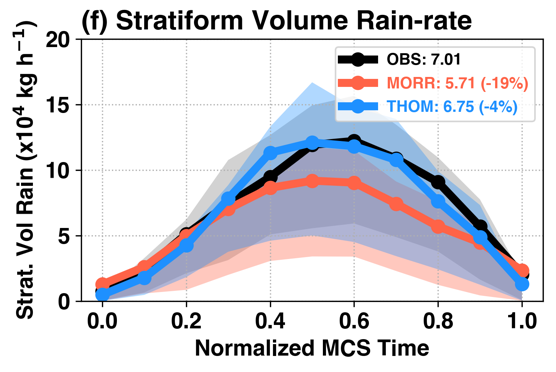 (f) Stratiform Volume Rain-rate
Strat. Vol Rain (x10⁴ kg h⁻¹)
20
15
10
5
0
OBS: 7.01
MORR: 5.71 (-19%)
THOM: 6.75 (-4%)
0.0 0.2 0.4 0.6 0.8 1.0
Normalized MCS Time